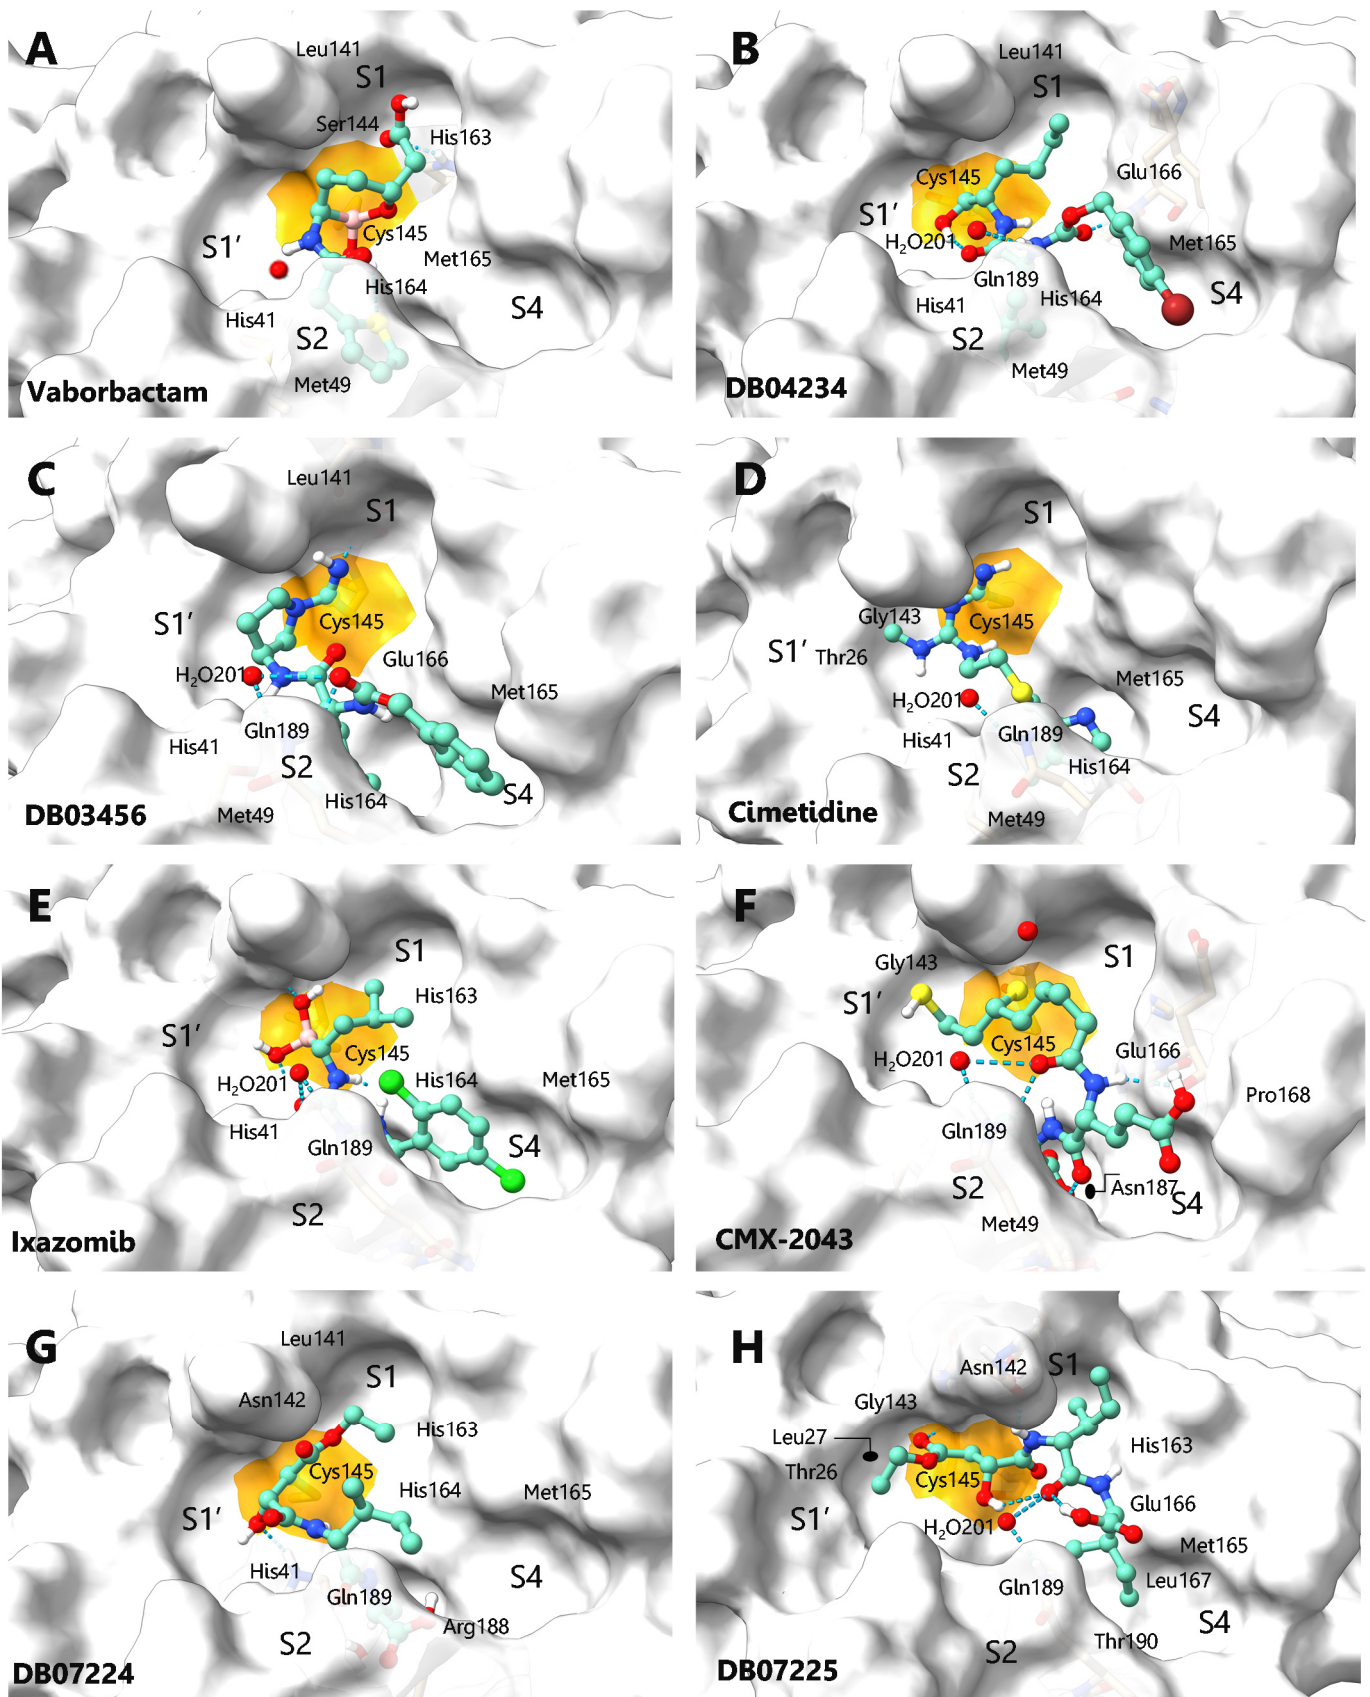 A
Leu141
S1
Ser144
His163
S1′
Cys145
Met165
His164
S4
His41
S2
Met49
Vaborbactam
B
Leu141
S1
Glu166
Cys145
S1′
H₂O201
Met165
Gln189
His164
S4
His41
S2
Met49
DB04234
C
Leu141
S1
S1′
Cys145
Glu166
H₂O201
Met165
Gln189
His41
S2
S4
His164
Met49
DB03456
D
S1
Gly143
Cys145
S1′
Thr26
Met165
H₂O201
S4
Gln189
His41
S2
His164
Met49
Cimetidine
E
S1
His163
S1′
Cys145
H₂O201
His164
Met165
His41
Gln189
S4
S2
Ixazomib
F
Gly143
S1
S1′
Cys145
Glu166
H₂O201
Pro168
Gln189
S2
Asn187
S4
Met49
CMX-2043
G
Leu141
S1
Asn142
His163
Cys145
His164
Met165
S1′
His41
Gln189
S4
Arg188
S2
DB07224
H
Asn142
S1
Gly143
Leu27
His163
Thr26
Cys145
Glu166
S1′
H₂O201
Met165
Gln189
Leu167
S4
Thr190
S2
DB07225